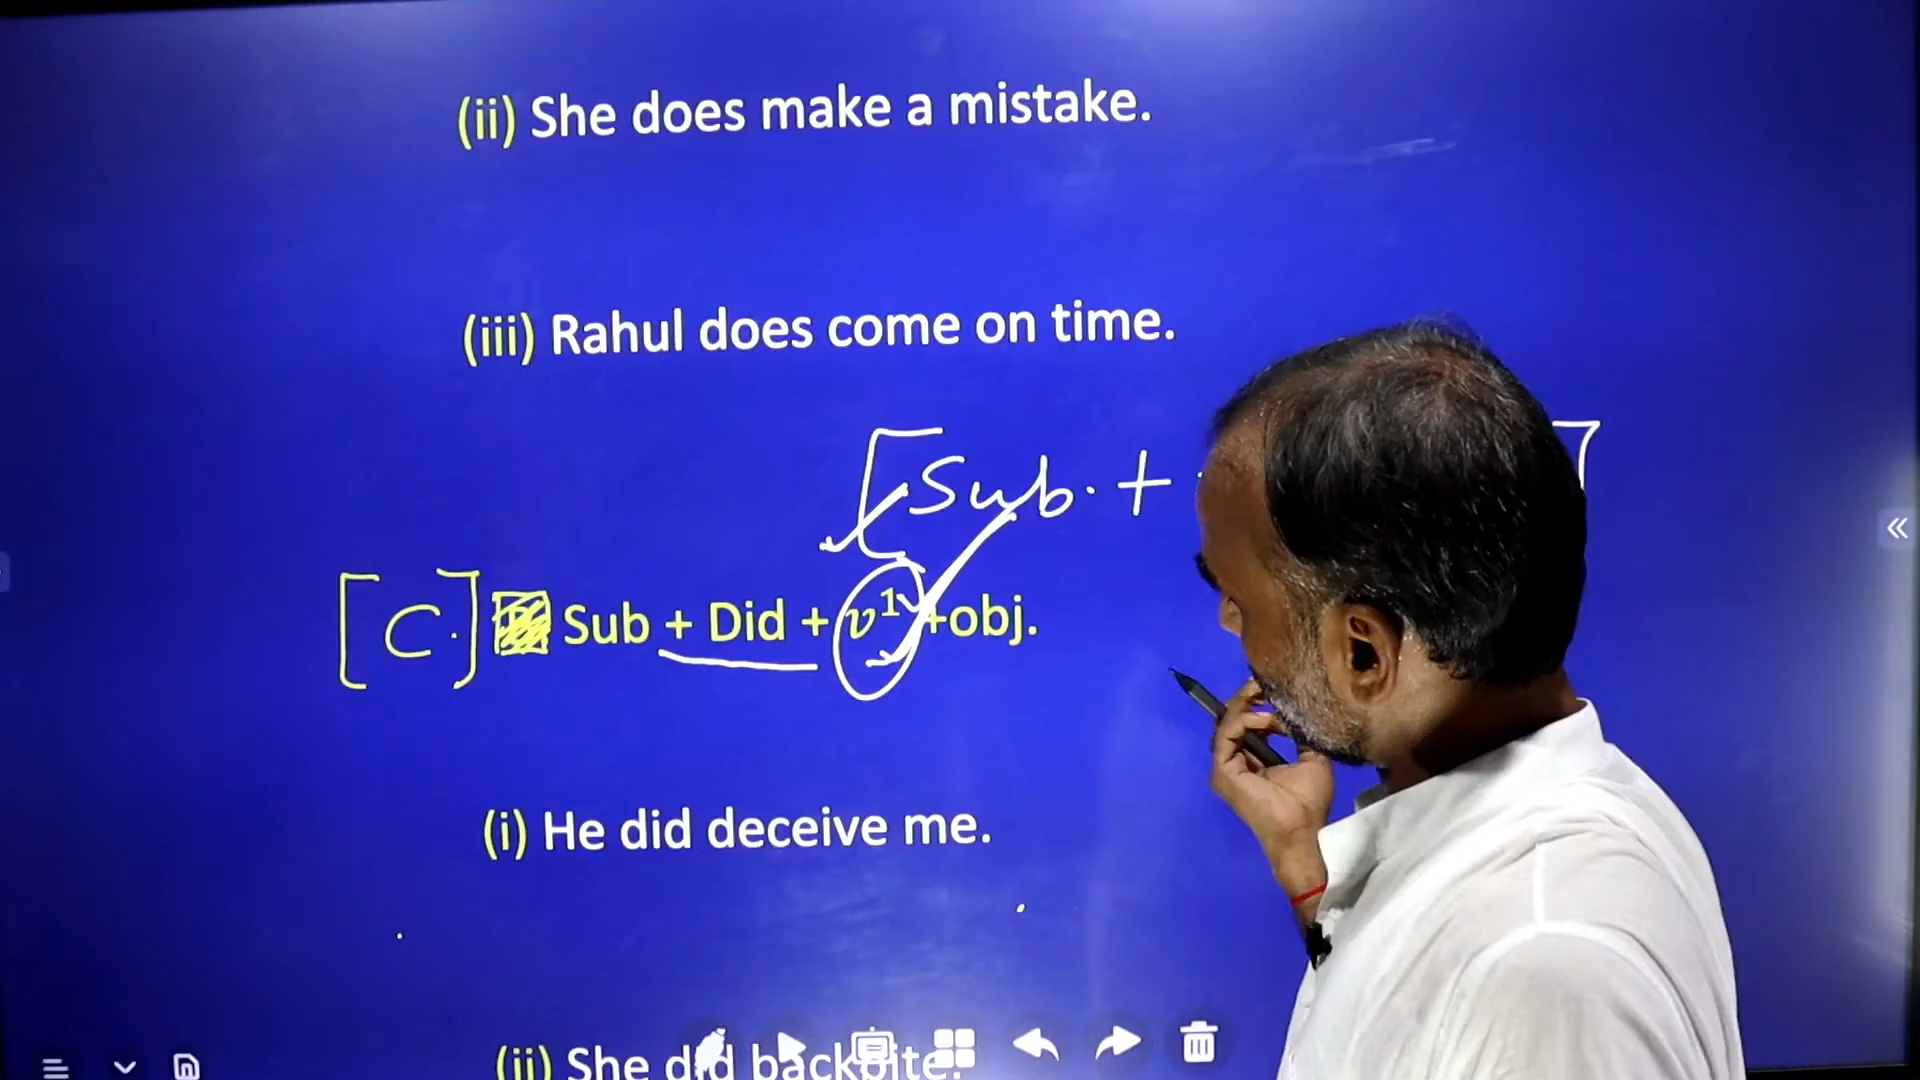 (ii) She does make a mistake.
(iii) Rahul does come on time.
[Sub. + ]
[C.] Sub + Did + v¹ +obj.
(i) He did deceive me.
(ii) She did backbite.